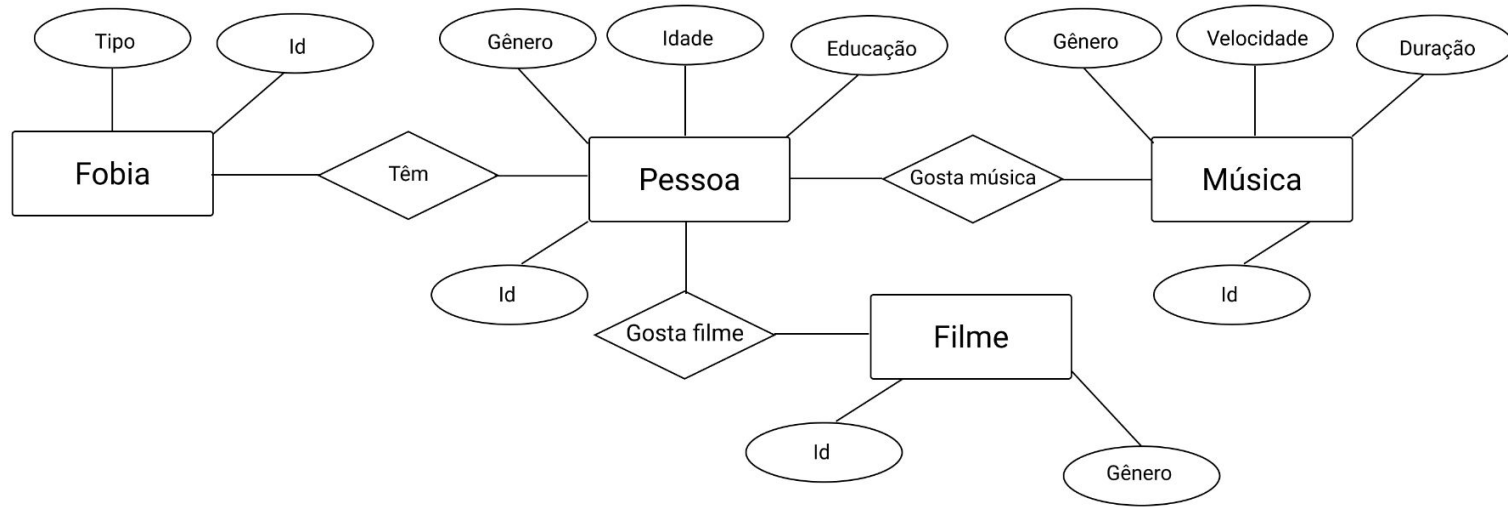 Tipo
Id
Gênero
Idade
Educação
Gênero
Velocidade
Duração
Fobia
Têm
Pessoa
Gosta música
Música
Id
Id
Gosta filme
Filme
Id
Gênero